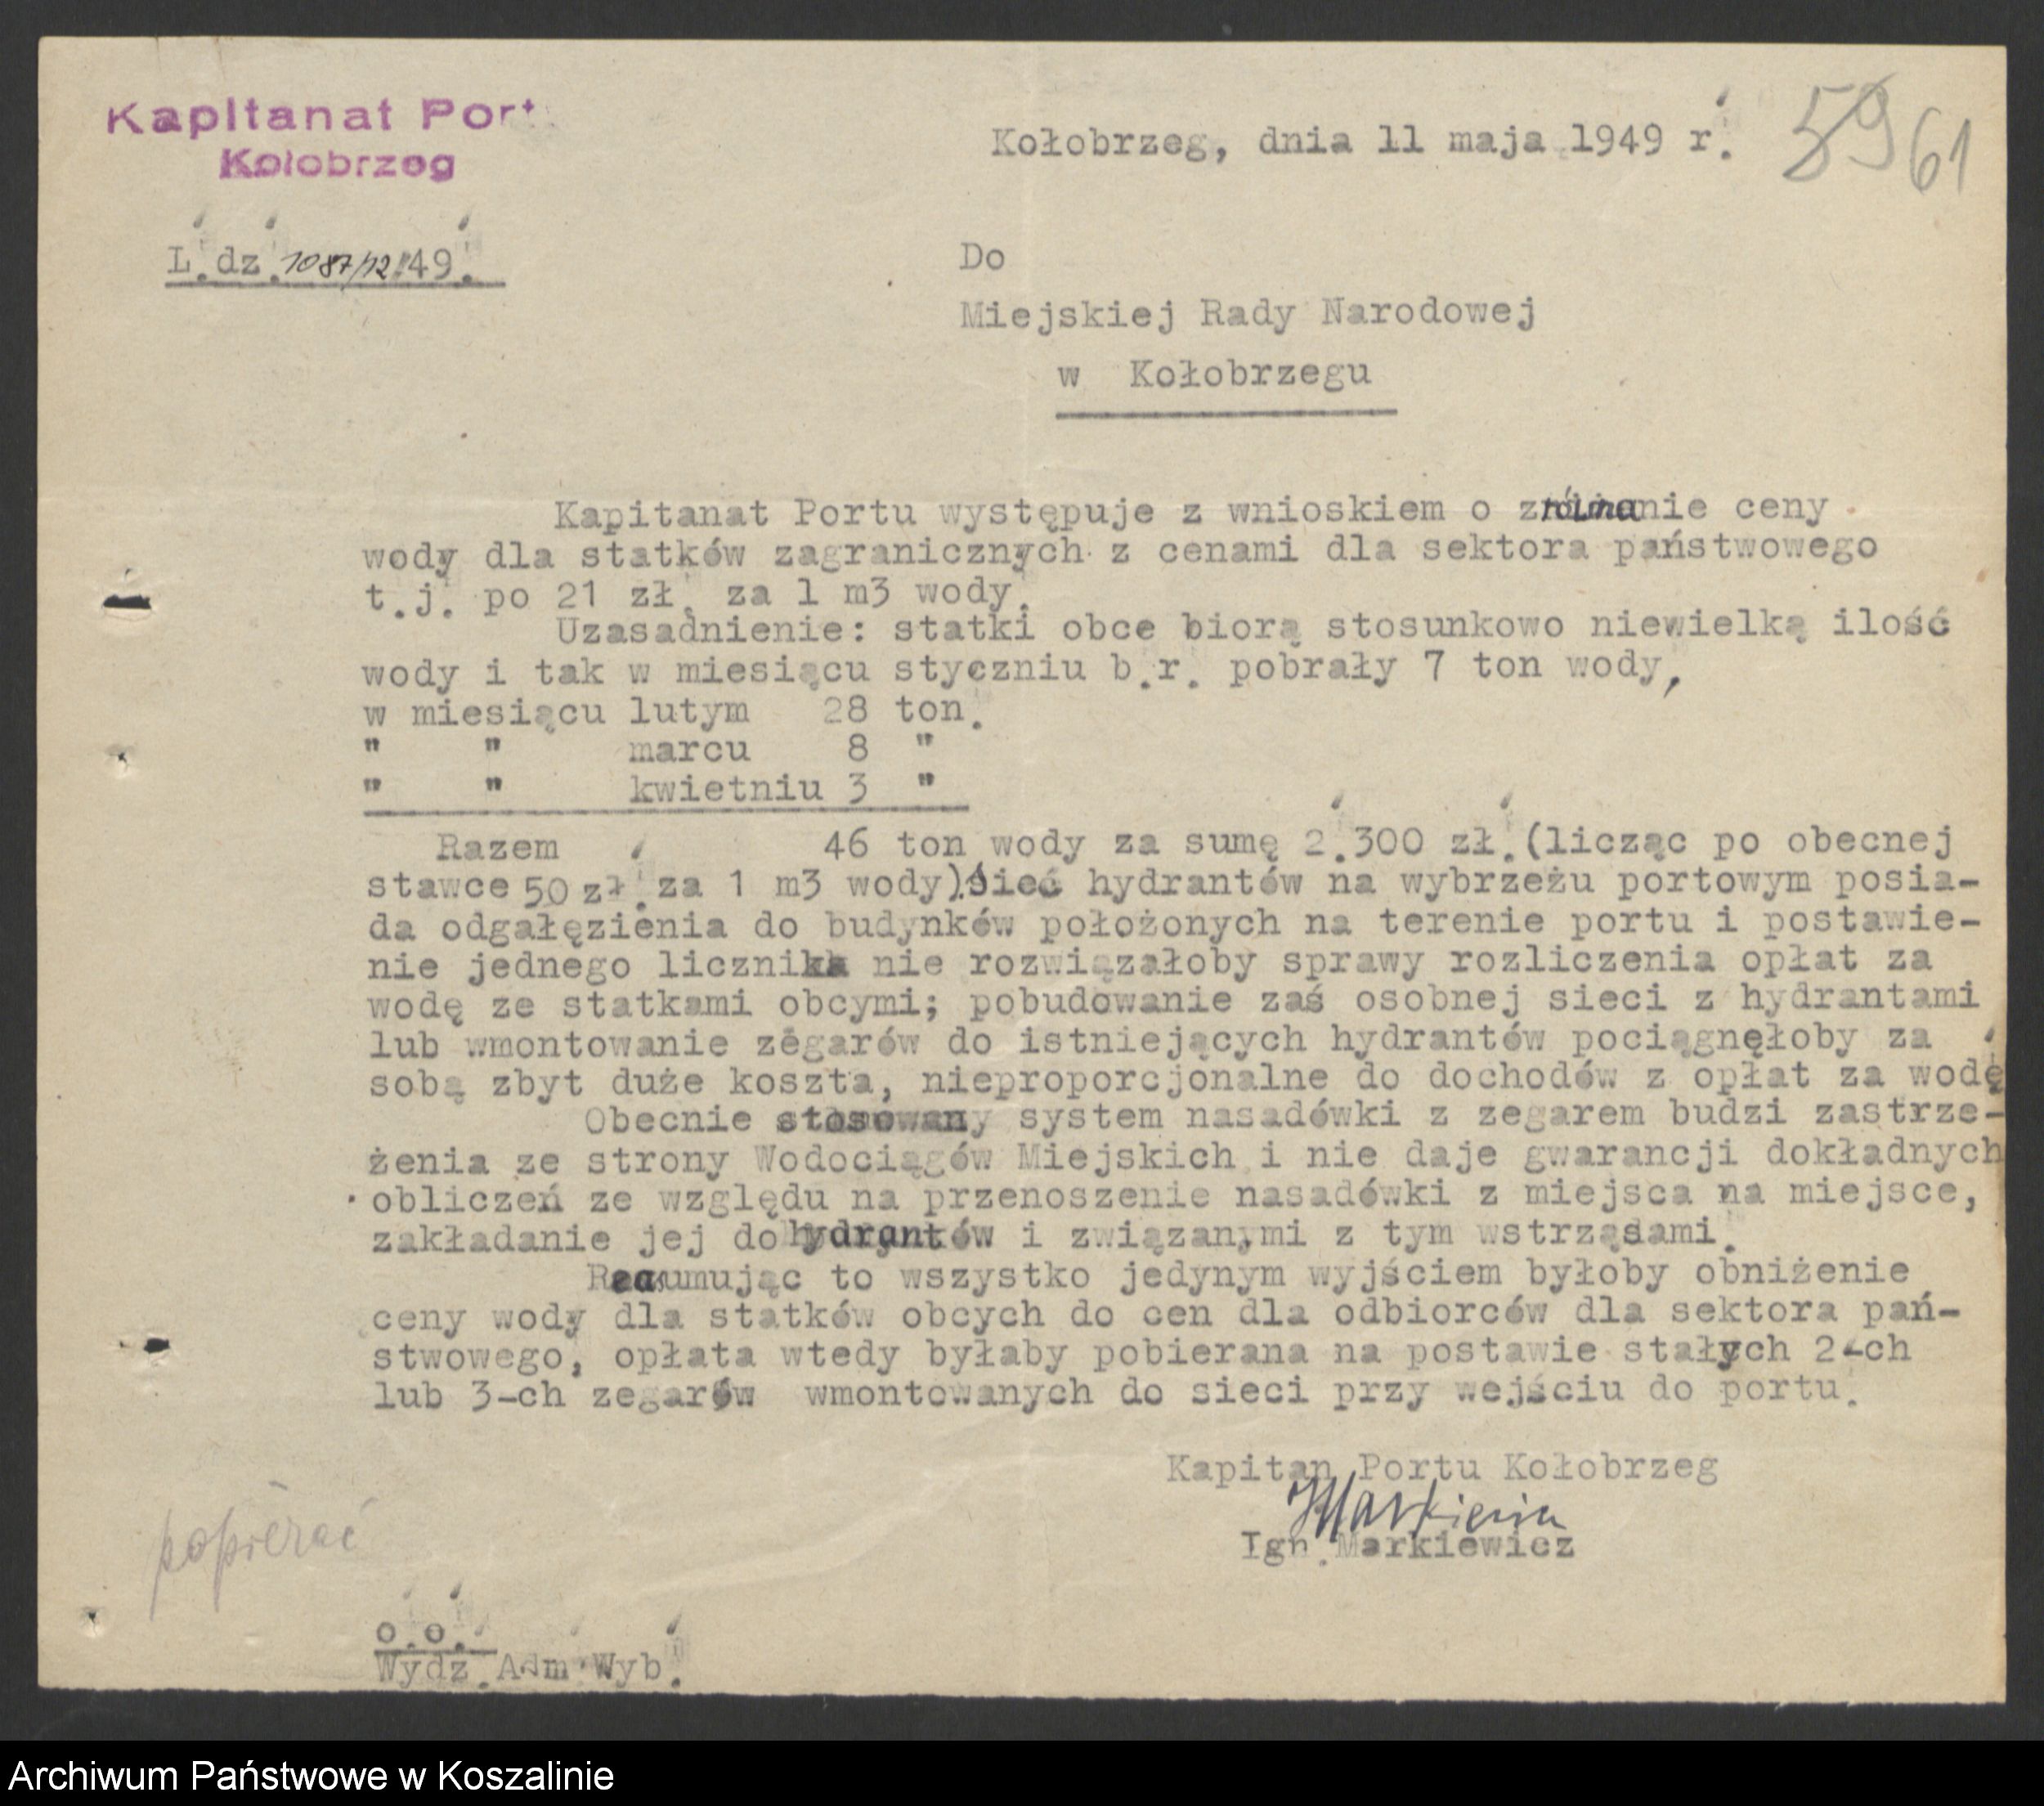 Kapitanat Port
Kołobrzeg
Kołobrzeg, dnia 11 maja 1949 r.
59 61
L.dz.1087/12/49.
Do
Miejskiej Rady Narodowej
w Kołobrzegu
Kapitanat Portu występuje z wnioskiem o zrównanie ceny
wody dla statków zagranicznych z cenami dla sektora państwowego
t.j. po 21 zł. za 1 m3 wody.
Uzasadnienie: statki obce biorą stosunkowo niewielką ilość
wody i tak w miesiącu styczniu b.r. pobrały 7 ton wody,
w miesiącu lutym 28 ton.
" " marcu 8 "
" " kwietniu 3 "
Razem 46 ton wody za sumę 2.300 zł.(licząc po obecnej
stawce 50 zł. za 1 m3 wody).Sieć hydrantów na wybrzeżu portowym posia-
da odgałęzienia do budynków położonych na terenie portu i postawie-
nie jednego licznika nie rozwiązałoby sprawy rozliczenia opłat za
wodę ze statkami obcymi; pobudowanie zaś osobnej sieci z hydrantami
lub wmontowanie zegarów do istniejących hydrantów pociągnęłoby za
sobą zbyt duże koszta, nieproporcjonalne do dochodów z opłat za wodę
Obecnie stosowany system nasadówki z zegarem budzi zastrze-
żenia ze strony Wodociągów Miejskich i nie daje gwarancji dokładnych
obliczeń ze względu na przenoszenie nasadówki z miejsca na miejsce,
zakładanie jej do hydrantów i związanymi z tym wstrząsami.
Reasumując to wszystko jedynym wyjściem byłoby obniżenie
ceny wody dla statków obcych do cen dla odbiorców dla sektora pań-
stwowego, opłata wtedy byłaby pobierana na postawie stałych 2-ch
lub 3-ch zegarów wmontowanych do sieci przy wejściu do portu.
Kapitan Portu Kołobrzeg
Markiewicz
Ign.Markiewicz
popierać
o.o.
Wydz.Adm.Wyb.
Archiwum Państwowe w Koszalinie